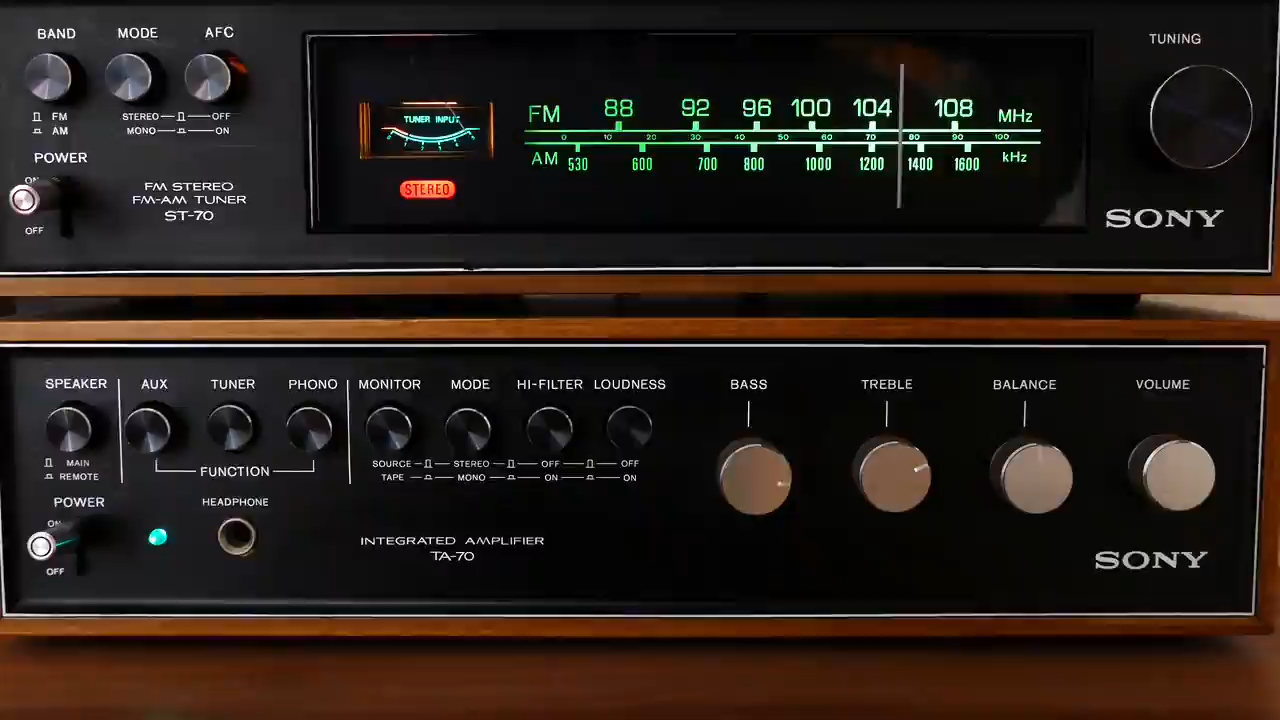 BAND MODE AFC TUNING
FM STEREO OFF
AM MONO ON
POWER
ON
OFF
FM STEREO
FM-AM TUNER
ST-70
TUNER INPUT
STEREO
FM 88 92 96 100 104 108 MHz
0 10 20 30 40 50 60 70 80 90 100
AM 530 600 700 800 1000 1200 1400 1600 kHz
SONY
SPEAKER AUX TUNER PHONO MONITOR MODE HI-FILTER LOUDNESS BASS TREBLE BALANCE VOLUME
MAIN SOURCE STEREO OFF OFF
REMOTE FUNCTION TAPE MONO ON ON
POWER HEADPHONE
ON
OFF
INTEGRATED AMPLIFIER
TA-70
SONY